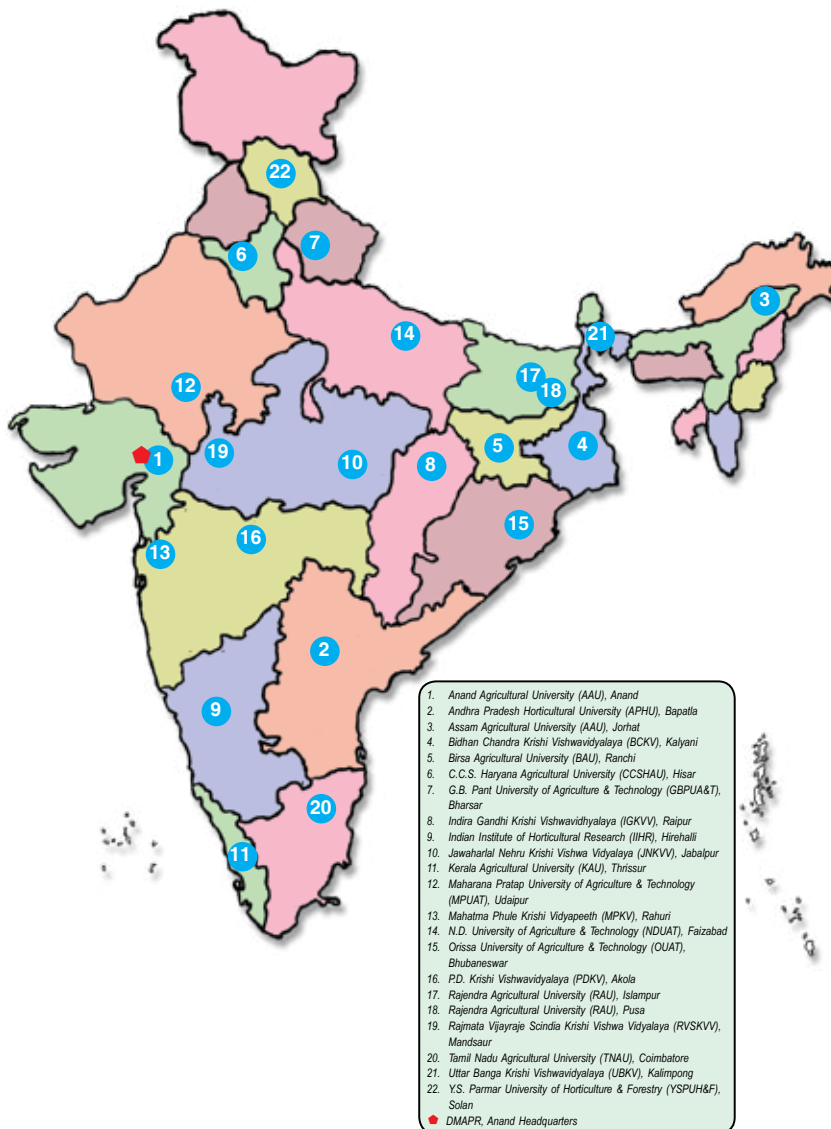 22
7
6
3
14
21
17
18
12
5
4
19
1
10
8
15
16
13
2
9
20
11
1. Anand Agricultural University (AAU), Anand
2. Andhra Pradesh Horticultural University (APHU), Bapatla
3. Assam Agricultural University (AAU), Jorhat
4. Bidhan Chandra Krishi Vishwavidyalaya (BCKV), Kalyani
5. Birsa Agricultural University (BAU), Ranchi
6. C.C.S. Haryana Agricultural University (CCSHAU), Hisar
7. G.B. Pant University of Agriculture & Technology (GBPUA&T),
Bharsar
8. Indira Gandhi Krishi Vishwavidhyalaya (IGKVV), Raipur
9. Indian Institute of Horticultural Research (IIHR), Hirehalli
10. Jawaharlal Nehru Krishi Vishwa Vidyalaya (JNKVV), Jabalpur
11. Kerala Agricultural University (KAU), Thrissur
12. Maharana Pratap University of Agriculture & Technology
(MPUAT), Udaipur
13. Mahatma Phule Krishi Vidyapeeth (MPKV), Rahuri
14. N.D. University of Agriculture & Technology (NDUAT), Faizabad
15. Orissa University of Agriculture & Technology (OUAT),
Bhubaneswar
16. P.D. Krishi Vishwavidyalaya (PDKV), Akola
17. Rajendra Agricultural University (RAU), Islampur
18. Rajendra Agricultural University (RAU), Pusa
19. Rajmata Vijayraje Scindia Krishi Vishwa Vidyalaya (RVSKVV),
Mandsaur
20. Tamil Nadu Agricultural University (TNAU), Coimbatore
21. Uttar Banga Krishi Vishwavidyalaya (UBKV), Kalimpong
22. Y.S. Parmar University of Horticulture & Forestry (YSPUH&F),
Solan
DMAPR, Anand Headquarters